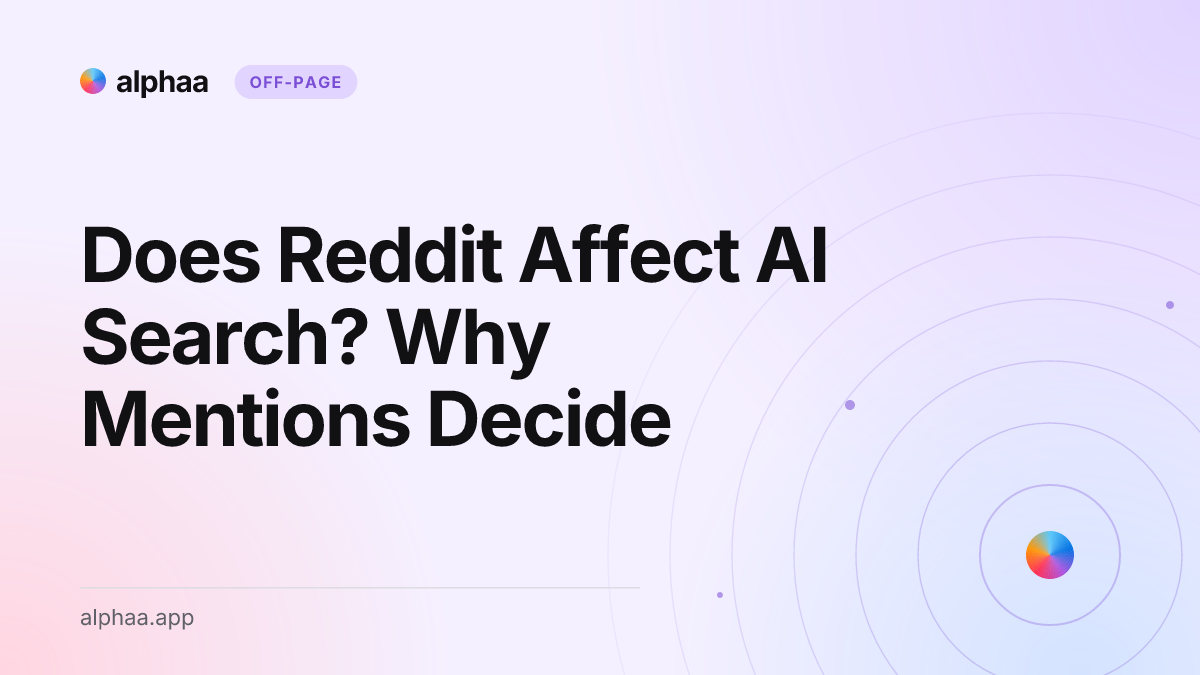 alphaa
OFF-PAGE
Does Reddit Affect AI
Search? Why
Mentions Decide
alphaa.app